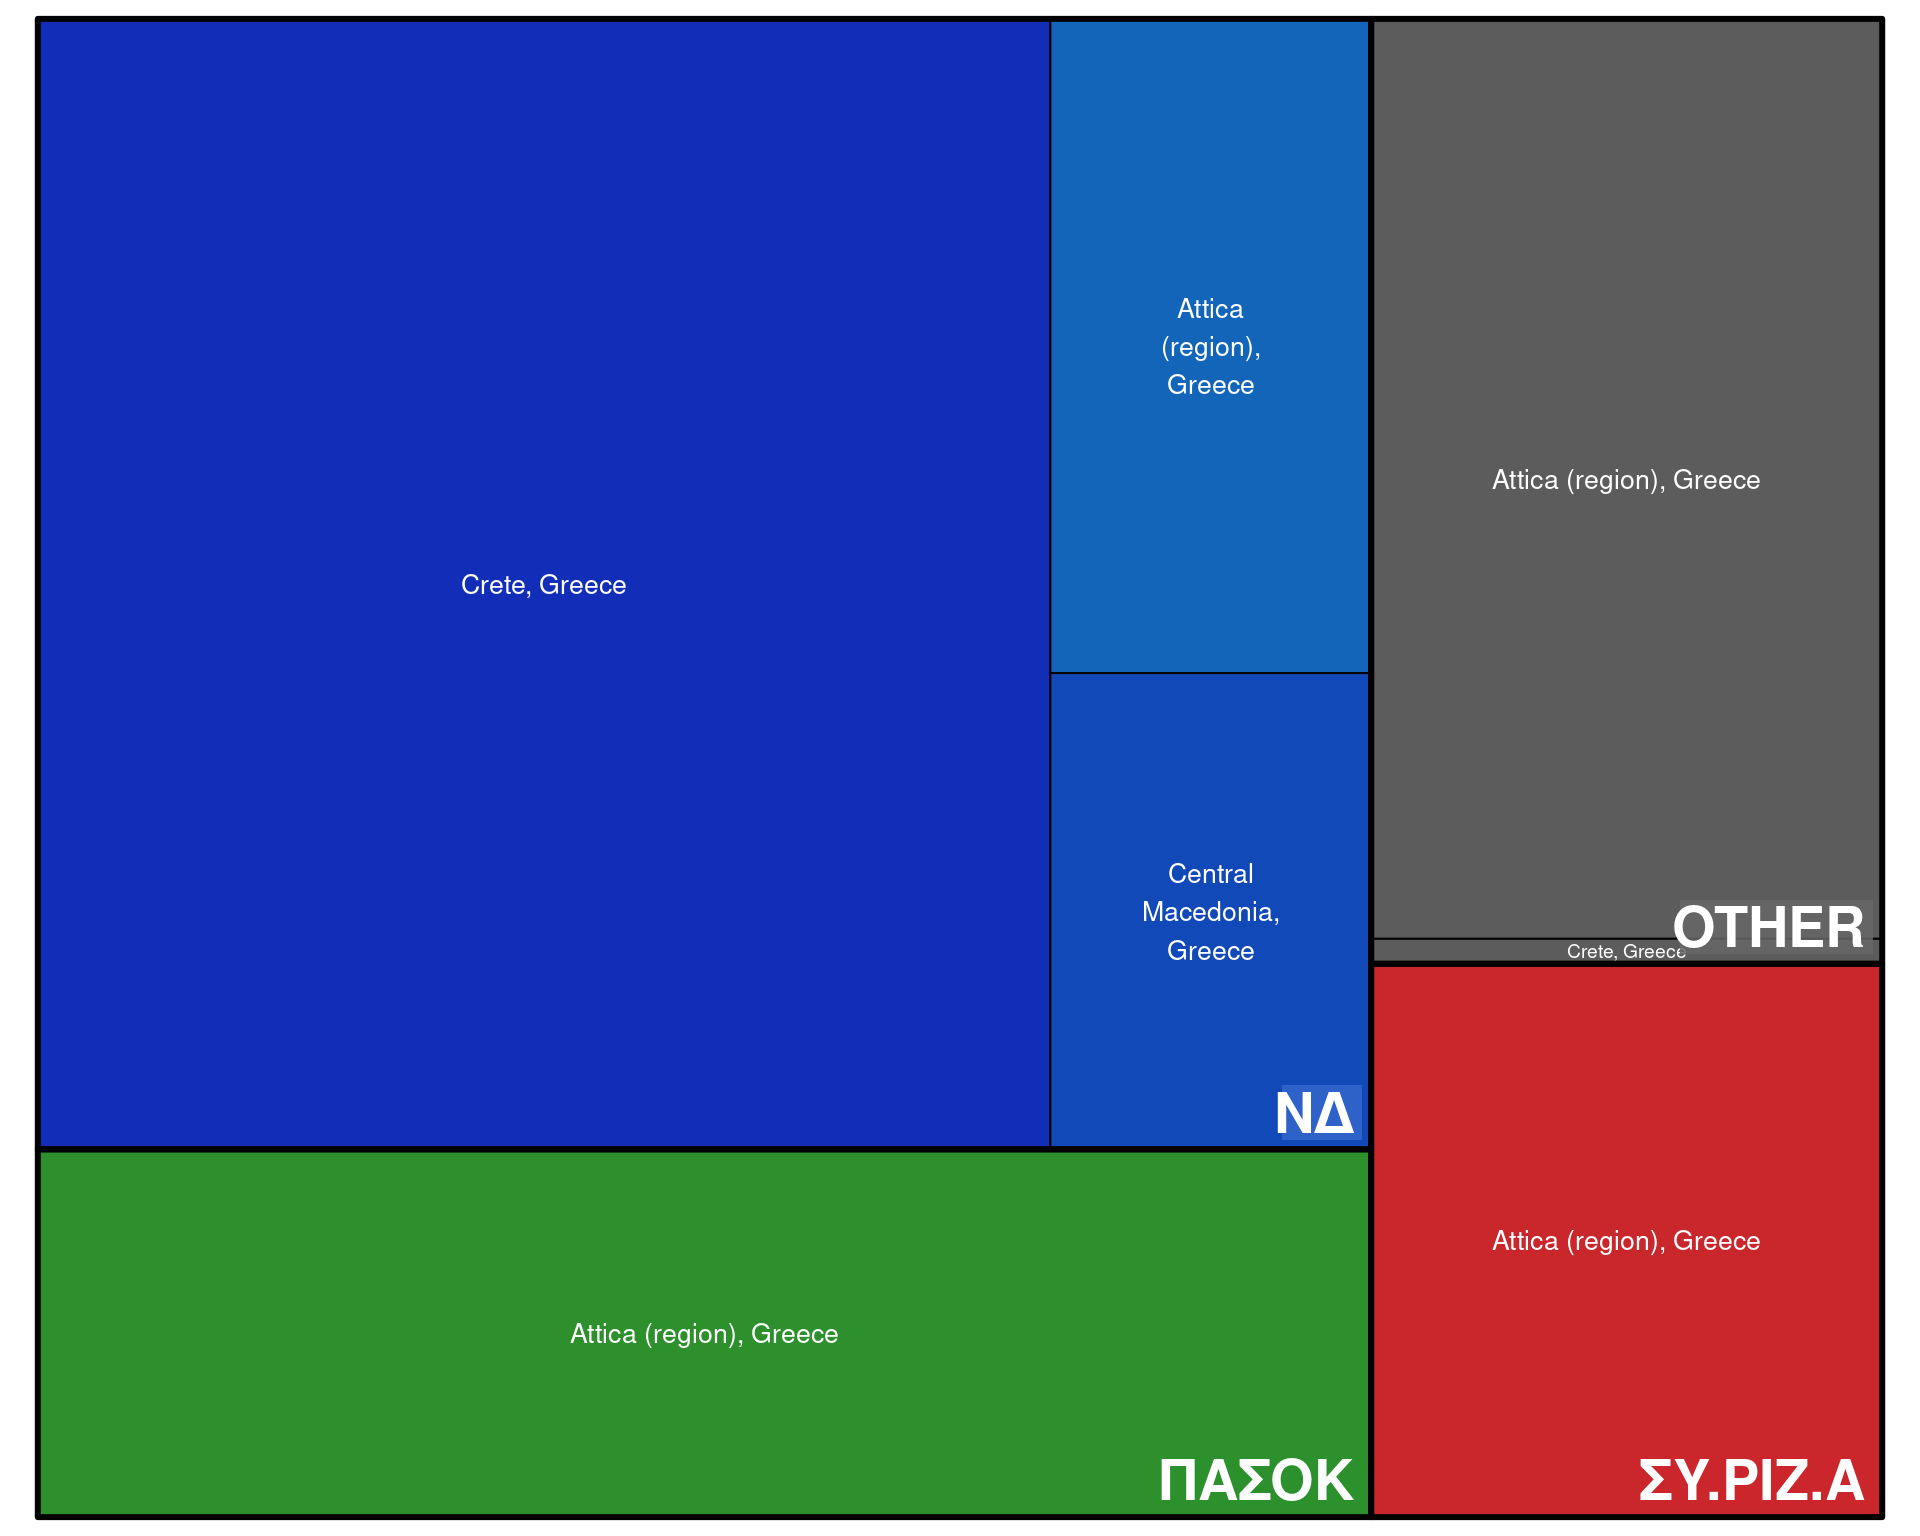 Crete, Greece
Attica
(region),
Greece
Central
Macedonia,
Greece
ΝΔ
Attica (region), Greece
ΠΑΣΟΚ
Attica (region), Greece
OTHER
Crete, Greece
Attica (region), Greece
ΣΥ.ΡΙΖ.Α